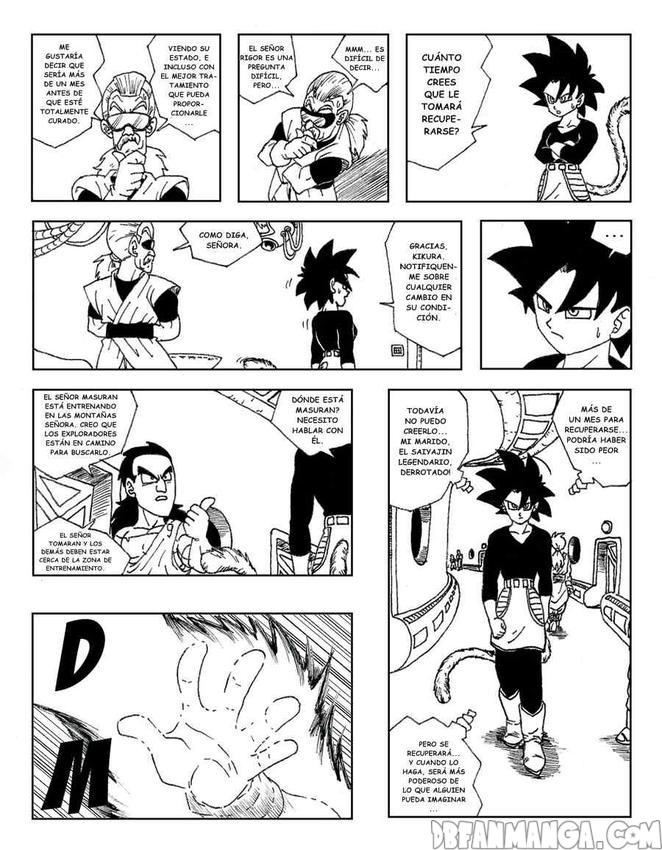 CUÁNTO
TIEMPO
CREES
QUE LE
TOMARÁ
RECUPE-
RARSE?
MMM... ES
DIFÍCIL DE
DECIR...
EL SEÑOR
RIGOR ES UNA
PREGUNTA
DIFÍCIL,
PERO...
VIENDO SU
ESTADO, E
INCLUSO CON
EL MEJOR TRA-
TAMIENTO
QUE PUEDA
PROPOR-
CIONARLE
...
ME
GUSTARÍA
DECIR QUE
SERÍA MÁS
DE UN MES
ANTES DE
QUE ESTÉ
TOTALMENTE
CURADO.
...
GRACIAS,
KIKURA.
NOTIFIQUEN-
ME SOBRE
CUALQUIER
CAMBIO EN
SU CON-
DICIÓN.
COMO DIGA,
SEÑORA.
MÁS DE
UN MES PARA
RECUPERARSE...
PODRÍA HABER
SIDO PEOR
...
TODAVÍA
NO PUEDO
CREERLO...
MI MARIDO,
EL SAIYAJIN
LEGENDARIO,
DERROTADO!
PERO SE
RECUPERARÁ...
Y CUANDO LO
HAGA, SERÁ MÁS
PODEROSO DE
LO QUE ALGUIEN
PUEDA IMAGINAR
...
DÓNDE ESTÁ
MASURAN?
NECESITO
HABLAR CON
ÉL.
EL SEÑOR MASURAN
ESTÁ ENTRENANDO
EN LAS MONTAÑAS
SEÑORA. CREO QUE
LOS EXPLORADORES
ESTÁN EN CAMINO
PARA BUSCARLO.
EL SEÑOR
TOMARAN Y LOS
DEMÁS DEBEN ESTAR
CERCA DE LA ZONA DE
ENTRENAMIENTO.
D
M
DBFANMANGA.COM